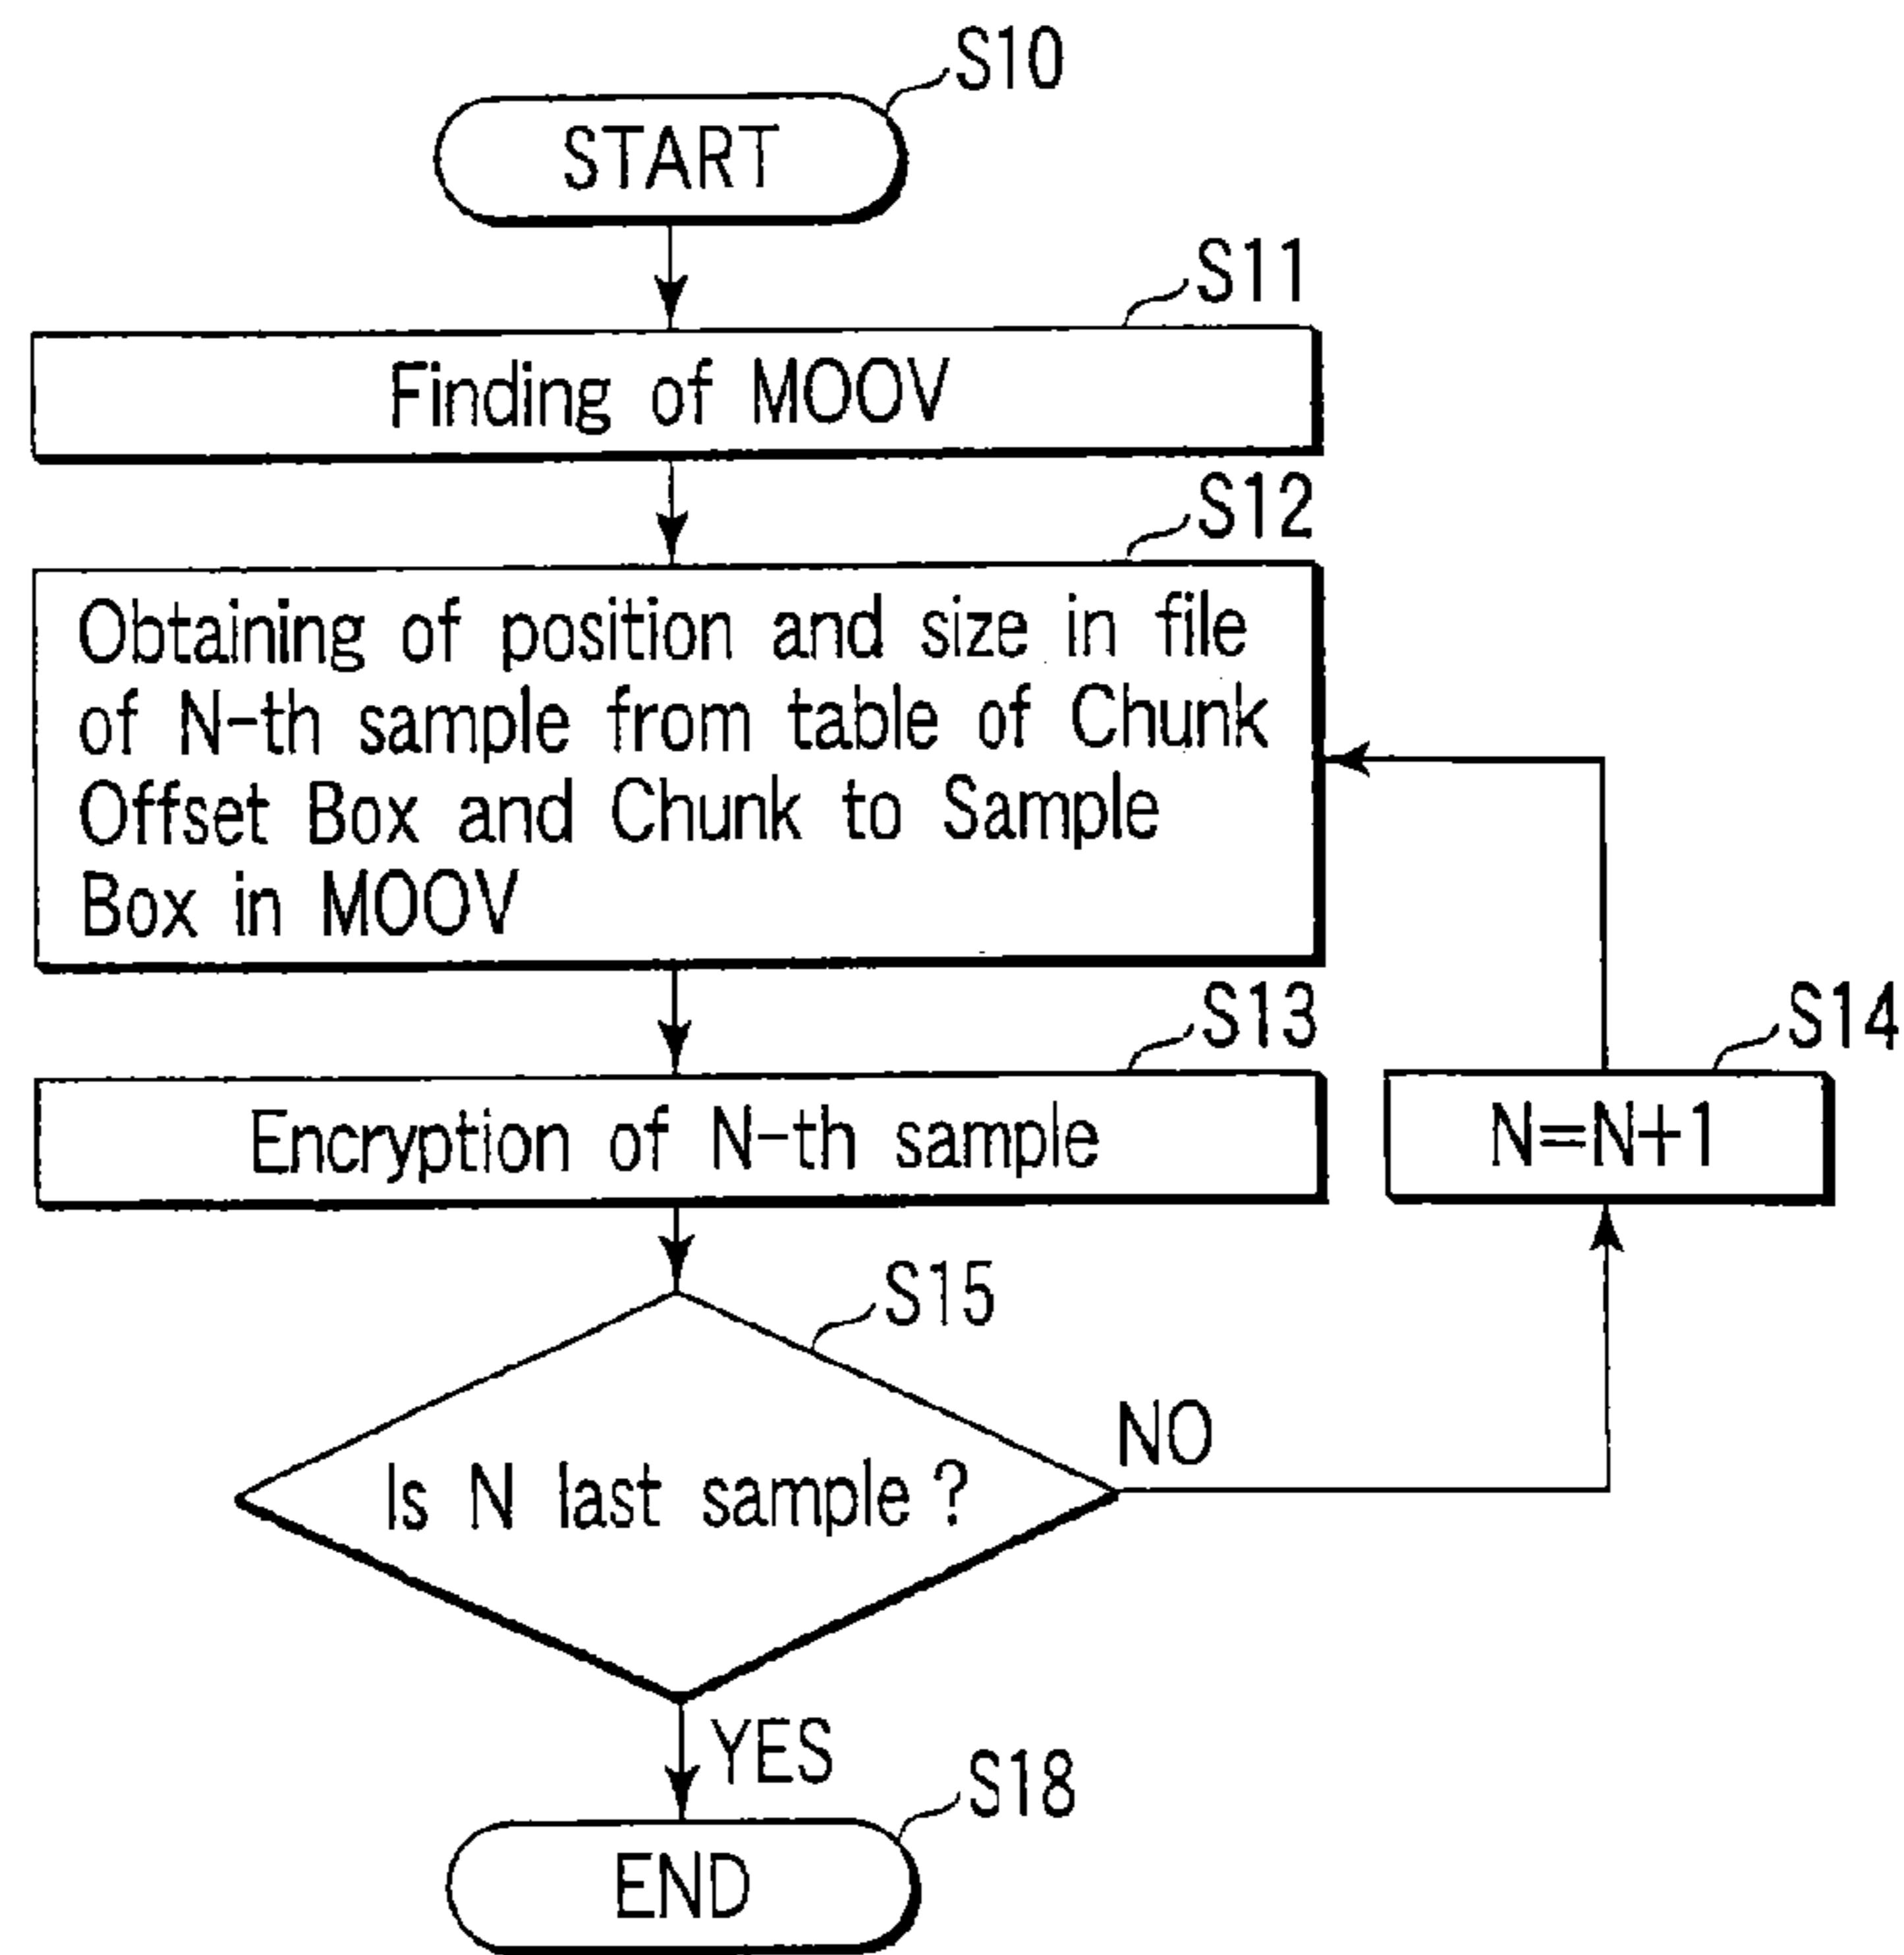 S10
START
S11
Finding of MOOV
S12
Obtaining of position and size in file
of N-th sample from table of Chunk
Offset Box and Chunk to Sample
Box in MOOV
S13
Encryption of N-th sample
S14
N=N+1
S15
Is N last sample?
NO
YES
S18
END